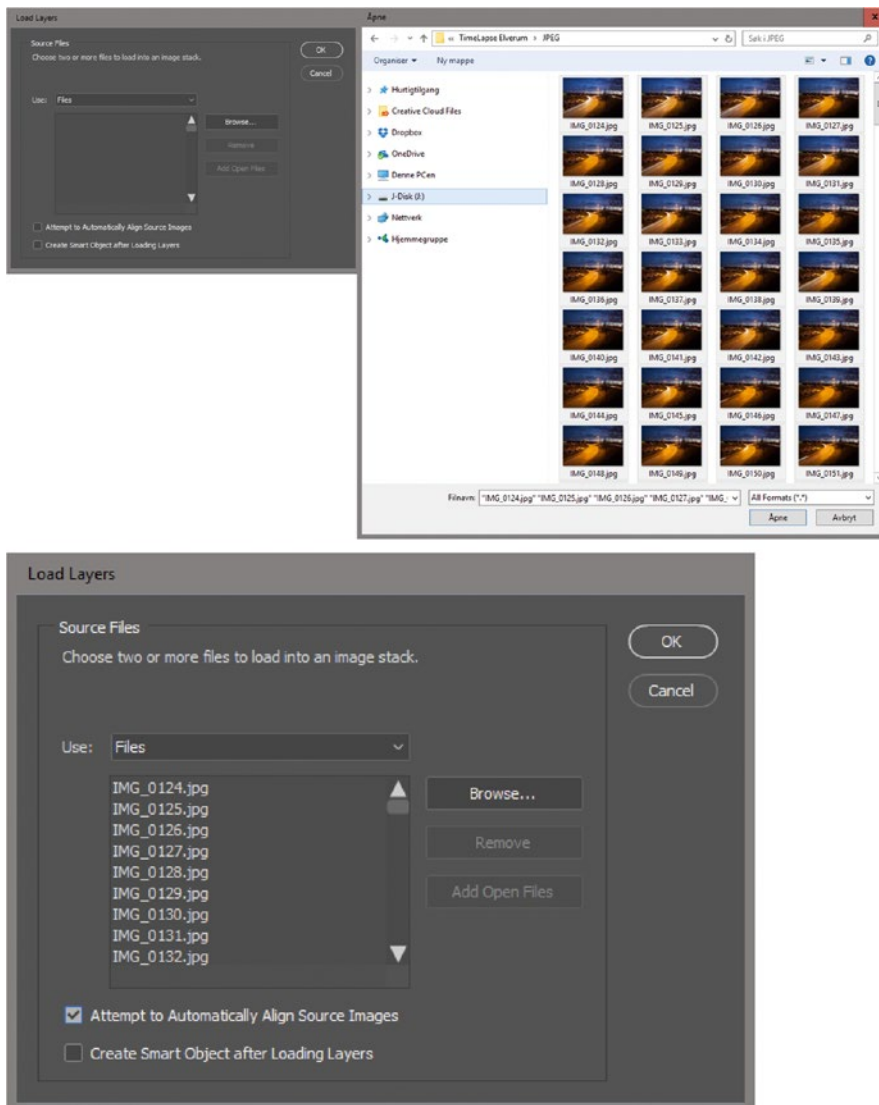 Load Layers
Source Files
Choose two or more files to load into an image stack.
OK
Cancel
Use: Files
Browse...
Remove
Add Open Files
Attempt to Automatically Align Source Images
Create Smart Object after Loading Layers
Åpne
« TimeLapse Elverum › JPEG
Søk i JPEG
Organiser
Ny mappe
Hurtigtilgang
Creative Cloud Files
Dropbox
OneDrive
Denne PCen
J-Disk (J:)
Nettverk
Hjemmegruppe
IMG_0124.jpg IMG_0125.jpg IMG_0126.jpg IMG_0127.jpg
IMG_0128.jpg IMG_0129.jpg IMG_0130.jpg IMG_0131.jpg
IMG_0132.jpg IMG_0133.jpg IMG_0134.jpg IMG_0135.jpg
IMG_0136.jpg IMG_0137.jpg IMG_0138.jpg IMG_0139.jpg
IMG_0140.jpg IMG_0141.jpg IMG_0142.jpg IMG_0143.jpg
IMG_0144.jpg IMG_0145.jpg IMG_0146.jpg IMG_0147.jpg
IMG_0148.jpg IMG_0149.jpg IMG_0150.jpg IMG_0151.jpg
Filnavn: "IMG_0124.jpg" "IMG_0125.jpg" "IMG_0126.jpg" "IMG_0127.jpg" "IMG_
All Formats (*.*)
Åpne
Avbryt
Load Layers
Source Files
Choose two or more files to load into an image stack.
OK
Cancel
Use: Files
IMG_0124.jpg
IMG_0125.jpg
IMG_0126.jpg
IMG_0127.jpg
IMG_0128.jpg
IMG_0129.jpg
IMG_0130.jpg
IMG_0131.jpg
IMG_0132.jpg
Browse...
Remove
Add Open Files
Attempt to Automatically Align Source Images
Create Smart Object after Loading Layers